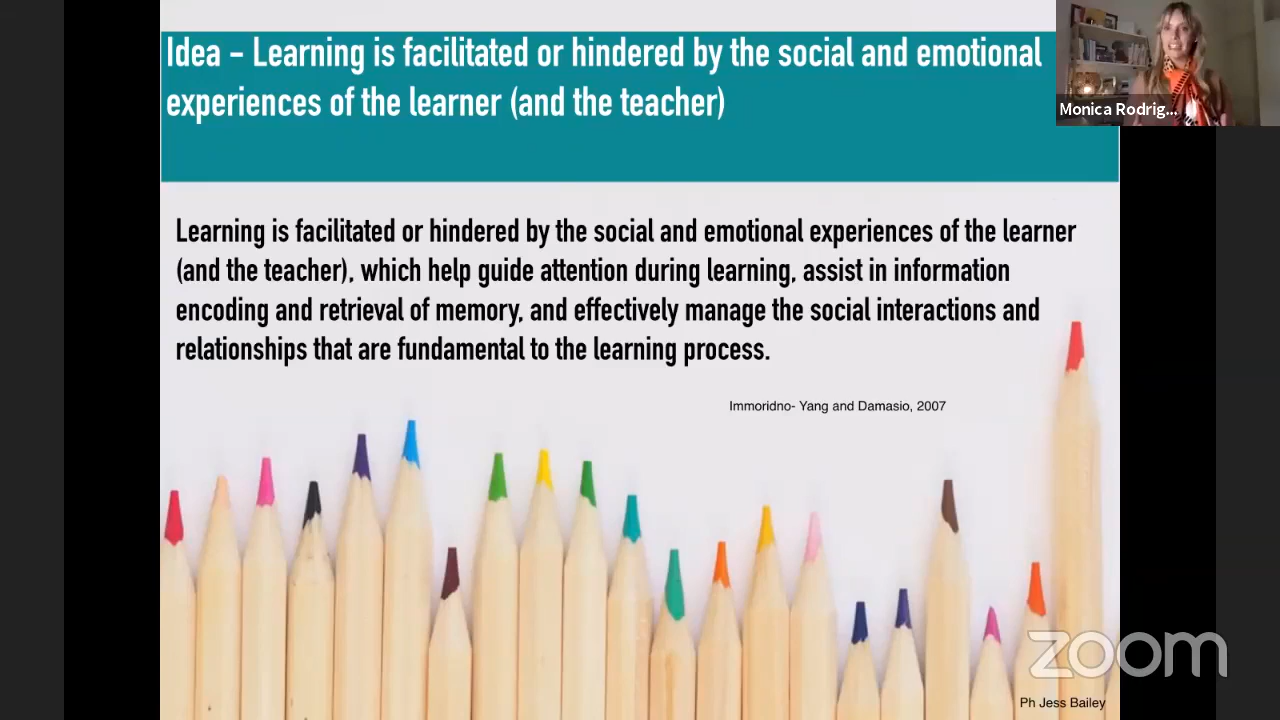 Idea – Learning is facilitated or hindered by the social and emotional
experiences of the learner (and the teacher)
Monica Rodrig...
Learning is facilitated or hindered by the social and emotional experiences of the learner
(and the teacher), which help guide attention during learning, assist in information
encoding and retrieval of memory, and effectively manage the social interactions and
relationships that are fundamental to the learning process.
Immoridno- Yang and Damasio, 2007
zoom
Ph Jess Bailey